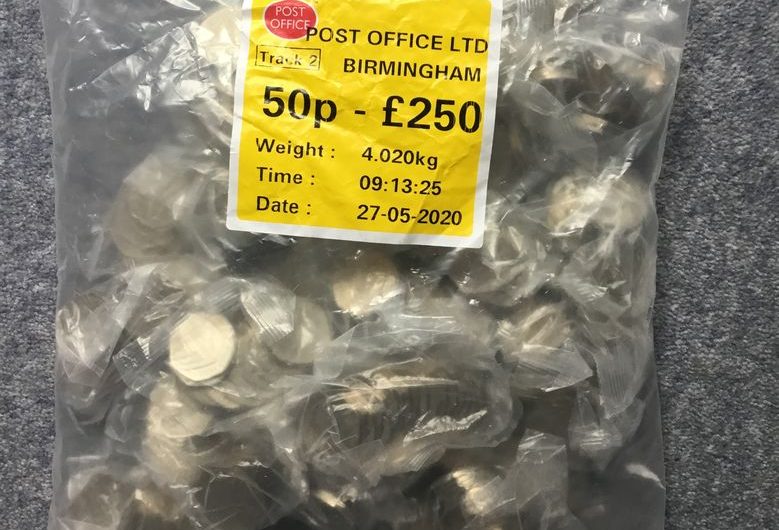 POST
OFFICE
POST OFFICE LTD
Track 2
BIRMINGHAM
50p - £250
Weight : 4.020kg
Time : 09:13:25
Date : 27-05-2020